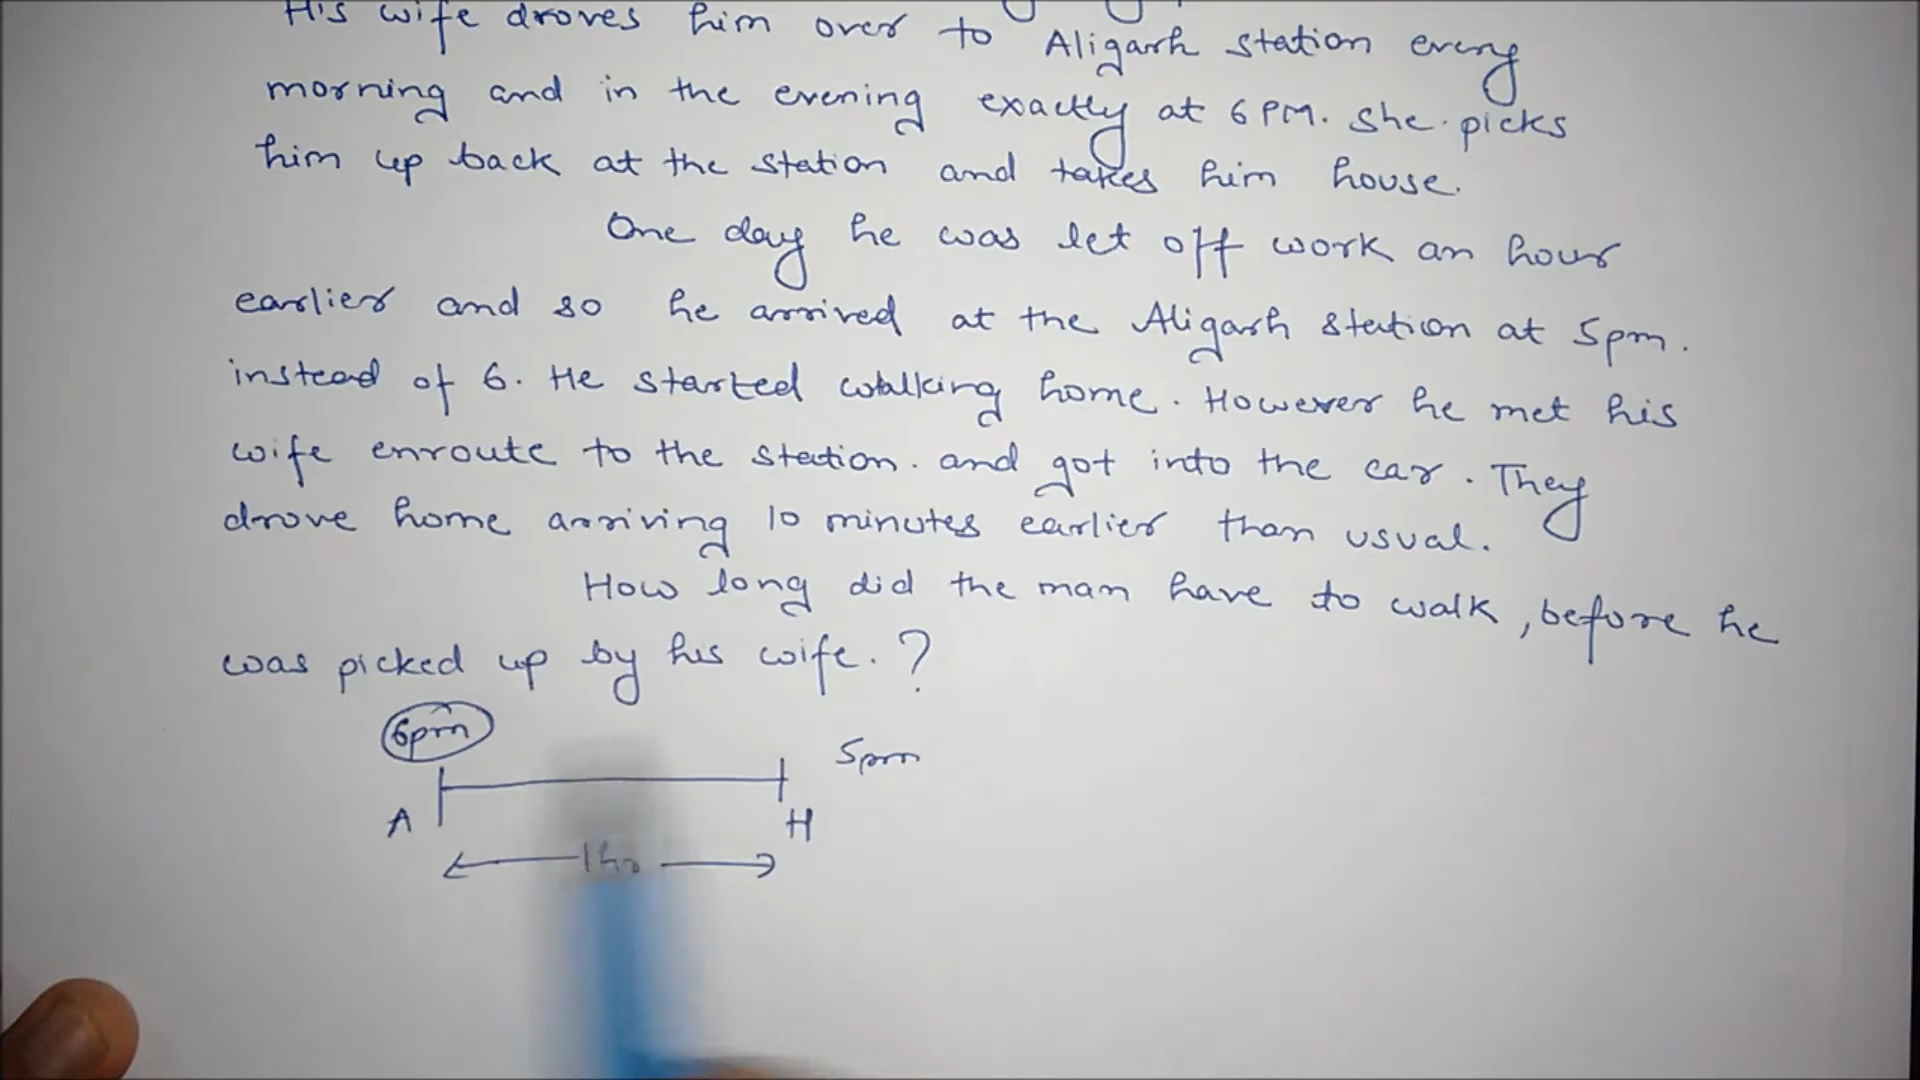 His wife droves him over to Aligarh station every
morning and in the evening exactly at 6 PM. she picks
him up back at the station and takes him house.
One day he was let off work an hour
earlier and so he arrived at the Aligarh station at 5pm.
instead of 6. He started walking home. However he met his
wife enroute to the station. and got into the car. They
drove home arriving 10 minutes earlier than usual.
How long did the man have to walk, before he
was picked up by his wife.?
6pm
5pm
A
H
1hr